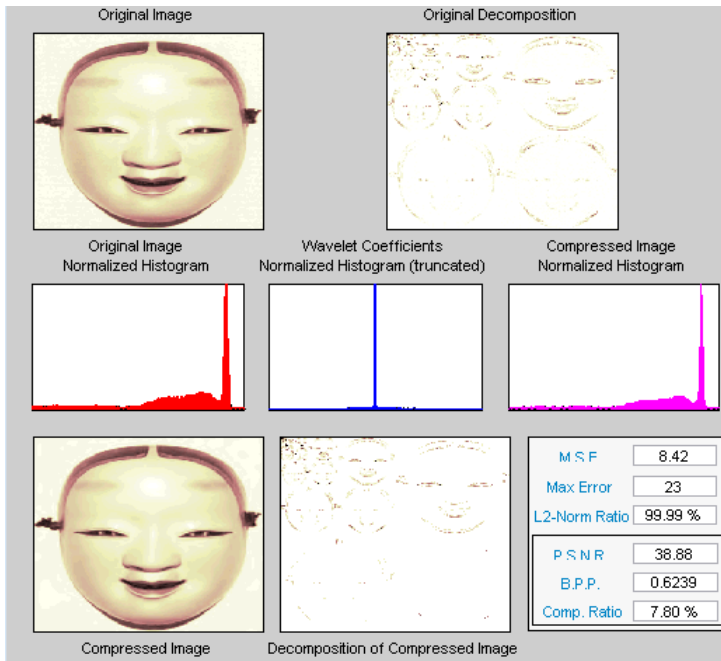 Original Image
Original Decomposition
Original Image
Normalized Histogram
Wavelet Coefficients
Normalized Histogram (truncated)
Compressed Image
Normalized Histogram
M.S.E.
8.42
Max Error
23
L2-Norm Ratio
99.99 %
P.S.N.R.
38.88
B.P.P.
0.6239
Comp. Ratio
7.80 %
Compressed Image
Decomposition of Compressed Image